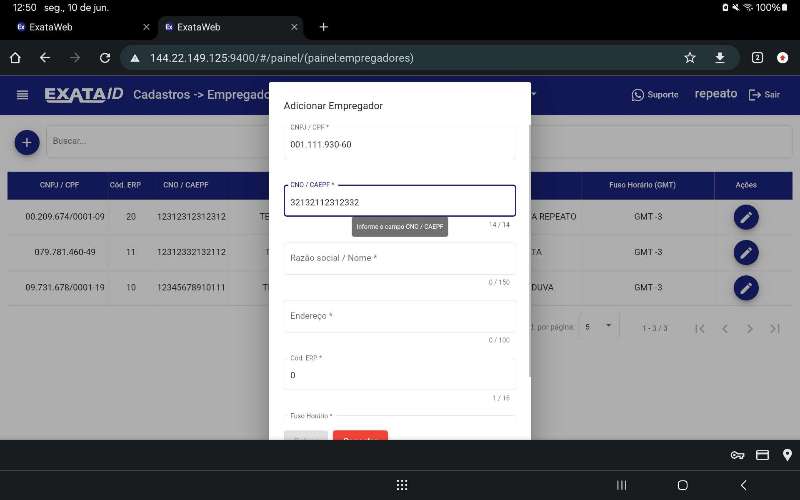 12:50 seg., 10 de jun.
100%
ExataWeb
ExataWeb
144.22.149.125:9400/#/painel/(painel:empregadores)
2
EXATA ID
Cadastros -> Empregado
Suporte
repeato
Sair
Buscar...
CNPJ / CPF
Cód. ERP
CNO / CAEPF
Fuso Horário (GMT)
Ações
00.209.674/0001-09
20
12312312312312
TE
A REPEATO
GMT -3
079.781.460-49
11
12312332132112
TA
GMT -3
09.731.678/0001-19
10
12345678910111
DUVA
GMT -3
. por página:
5
1 - 3 / 3
Adicionar Empregador
CNPJ / CPF *
001.111.930-60
CNO / CAEPF *
32132112312332
Informe o campo CNO / CAEPF
14 / 14
Razão social / Nome *
0 / 150
Endereço *
0 / 100
Cód. ERP *
0
1 / 16
Fuso Horário *